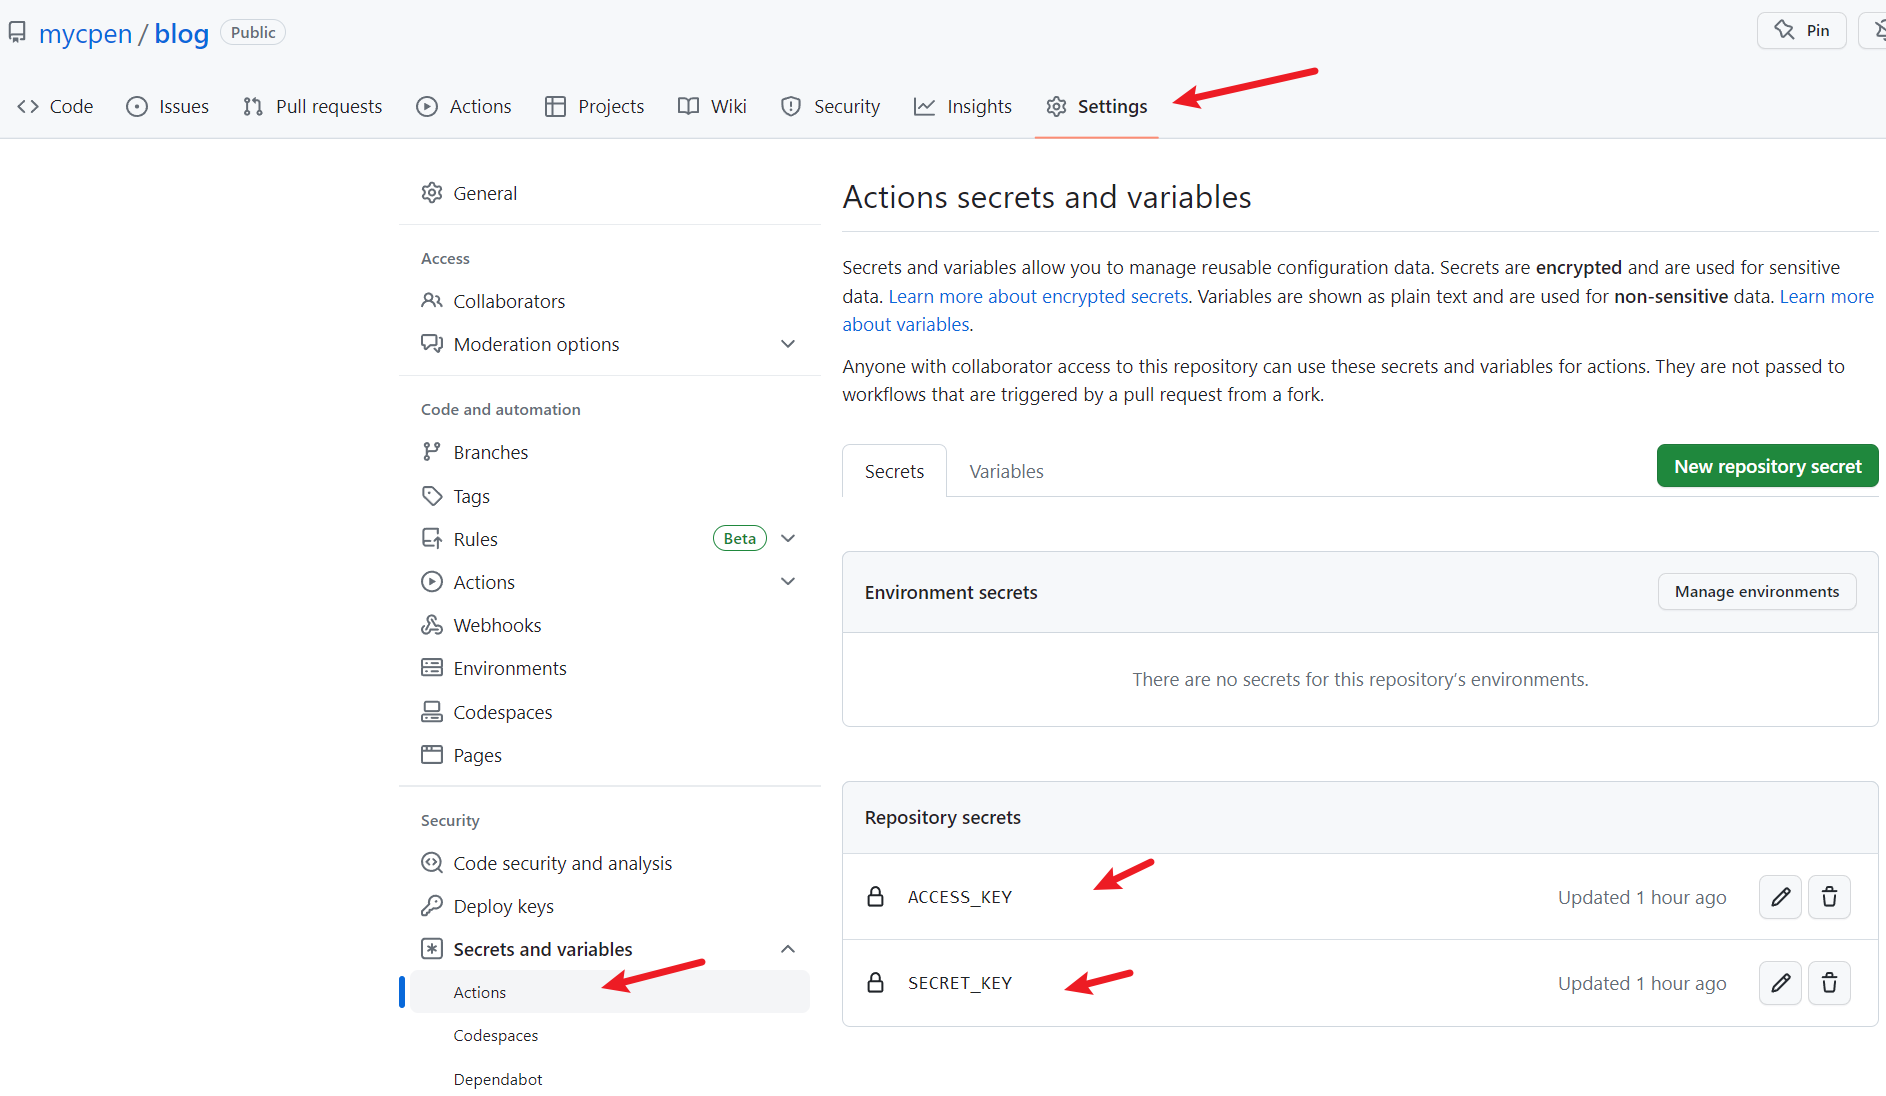 mycpen / blog Public
Pin
Code Issues Pull requests Actions Projects Wiki Security Insights Settings
General
Access
Collaborators
Moderation options
Code and automation
Branches
Tags
Rules Beta
Actions
Webhooks
Environments
Codespaces
Pages
Security
Code security and analysis
Deploy keys
Secrets and variables
Actions
Codespaces
Dependabot
Actions secrets and variables
Secrets and variables allow you to manage reusable configuration data. Secrets are encrypted and are used for sensitive
data. Learn more about encrypted secrets. Variables are shown as plain text and are used for non-sensitive data. Learn more
about variables.
Anyone with collaborator access to this repository can use these secrets and variables for actions. They are not passed to
workflows that are triggered by a pull request from a fork.
Secrets Variables New repository secret
Environment secrets Manage environments
There are no secrets for this repository's environments.
Repository secrets
ACCESS_KEY Updated 1 hour ago
SECRET_KEY Updated 1 hour ago